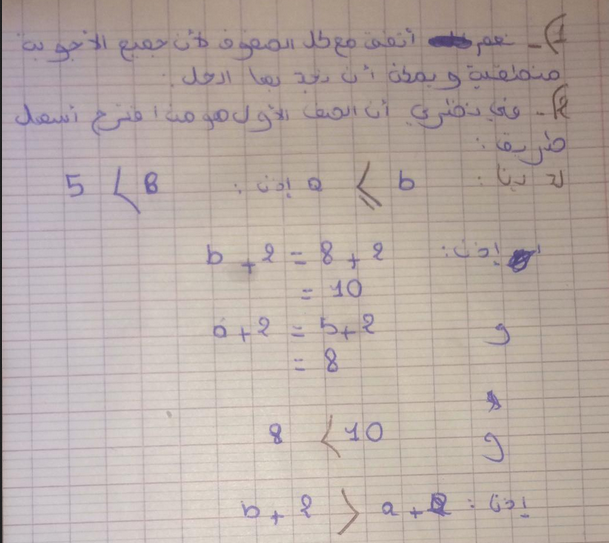 1)- نعم أتفق مع كل الصفوف لأن جميع الأجوبة
منطقية و يمكن أن نجد بها الحل.
2)- وفي نظري أن الصف الأول هو من اقترح أسهل
طريقة:
لدينا: a ⩽ b إذن: 5 < 8
إذن: b + 2 = 8 + 2
= 10
و a + 2 = 5 + 2
= 8
و 8 < 10
إذن: b + 2 > a + 2